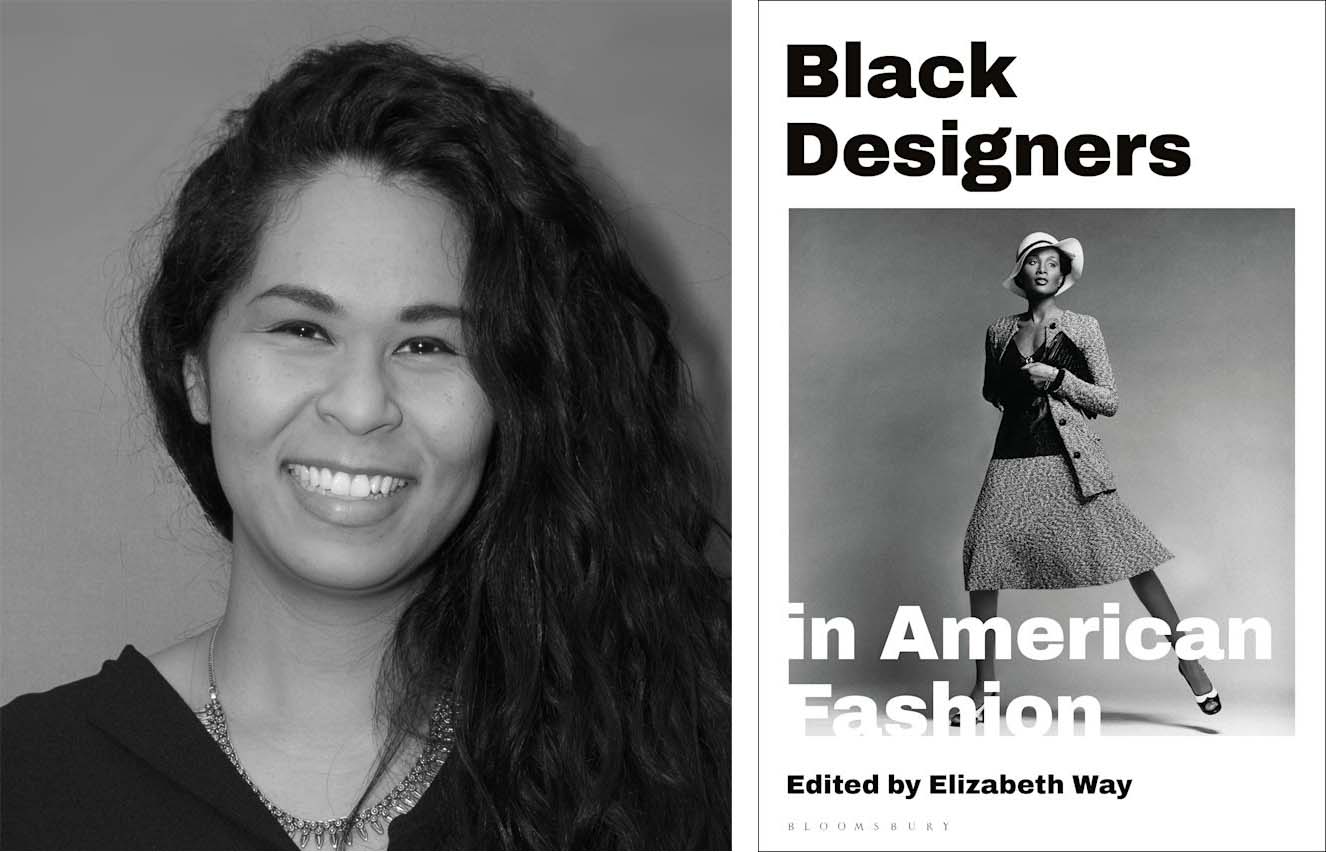 Black
Designers
in American
Fashion
Edited by Elizabeth Way
BLOOMSBURY